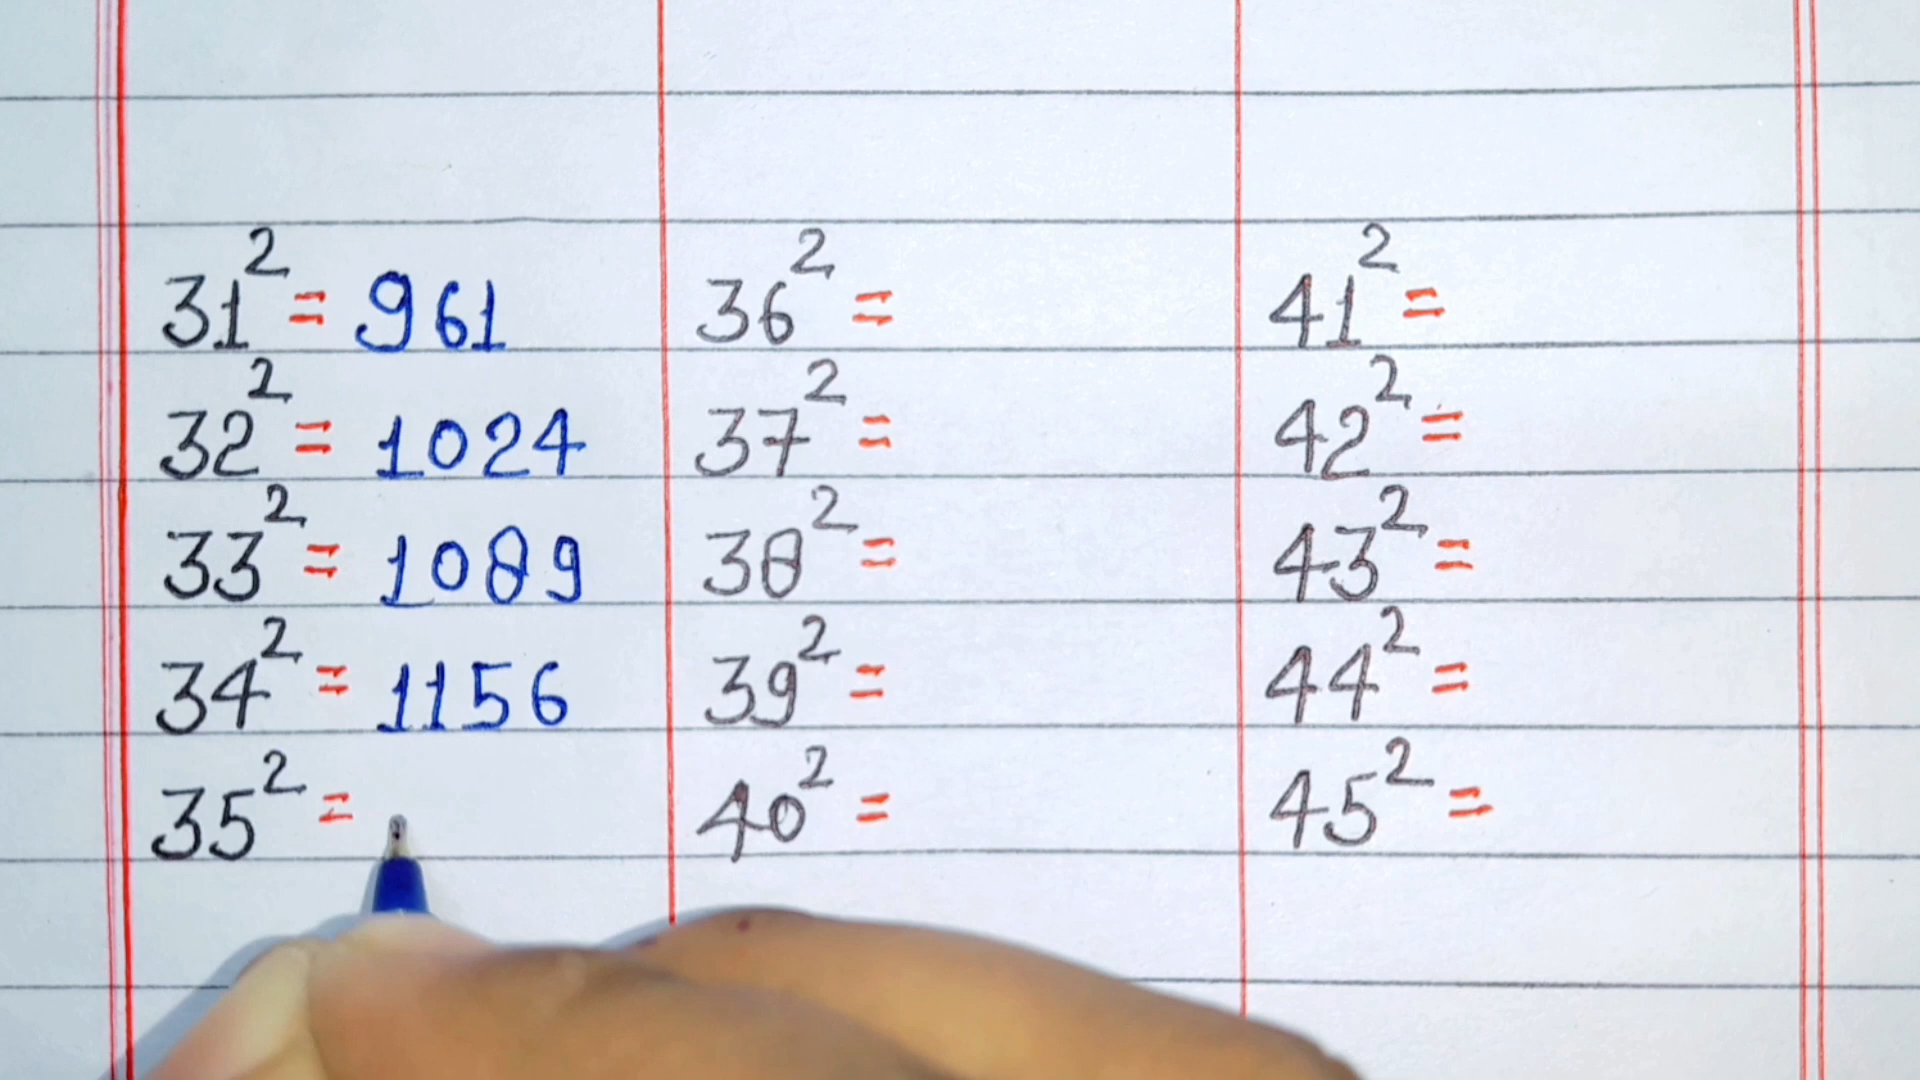 31² = 961
32² = 1024
33² = 1089
34² = 1156
35² =
36² =
37² =
38² =
39² =
40² =
41² =
42² =
43² =
44² =
45² =